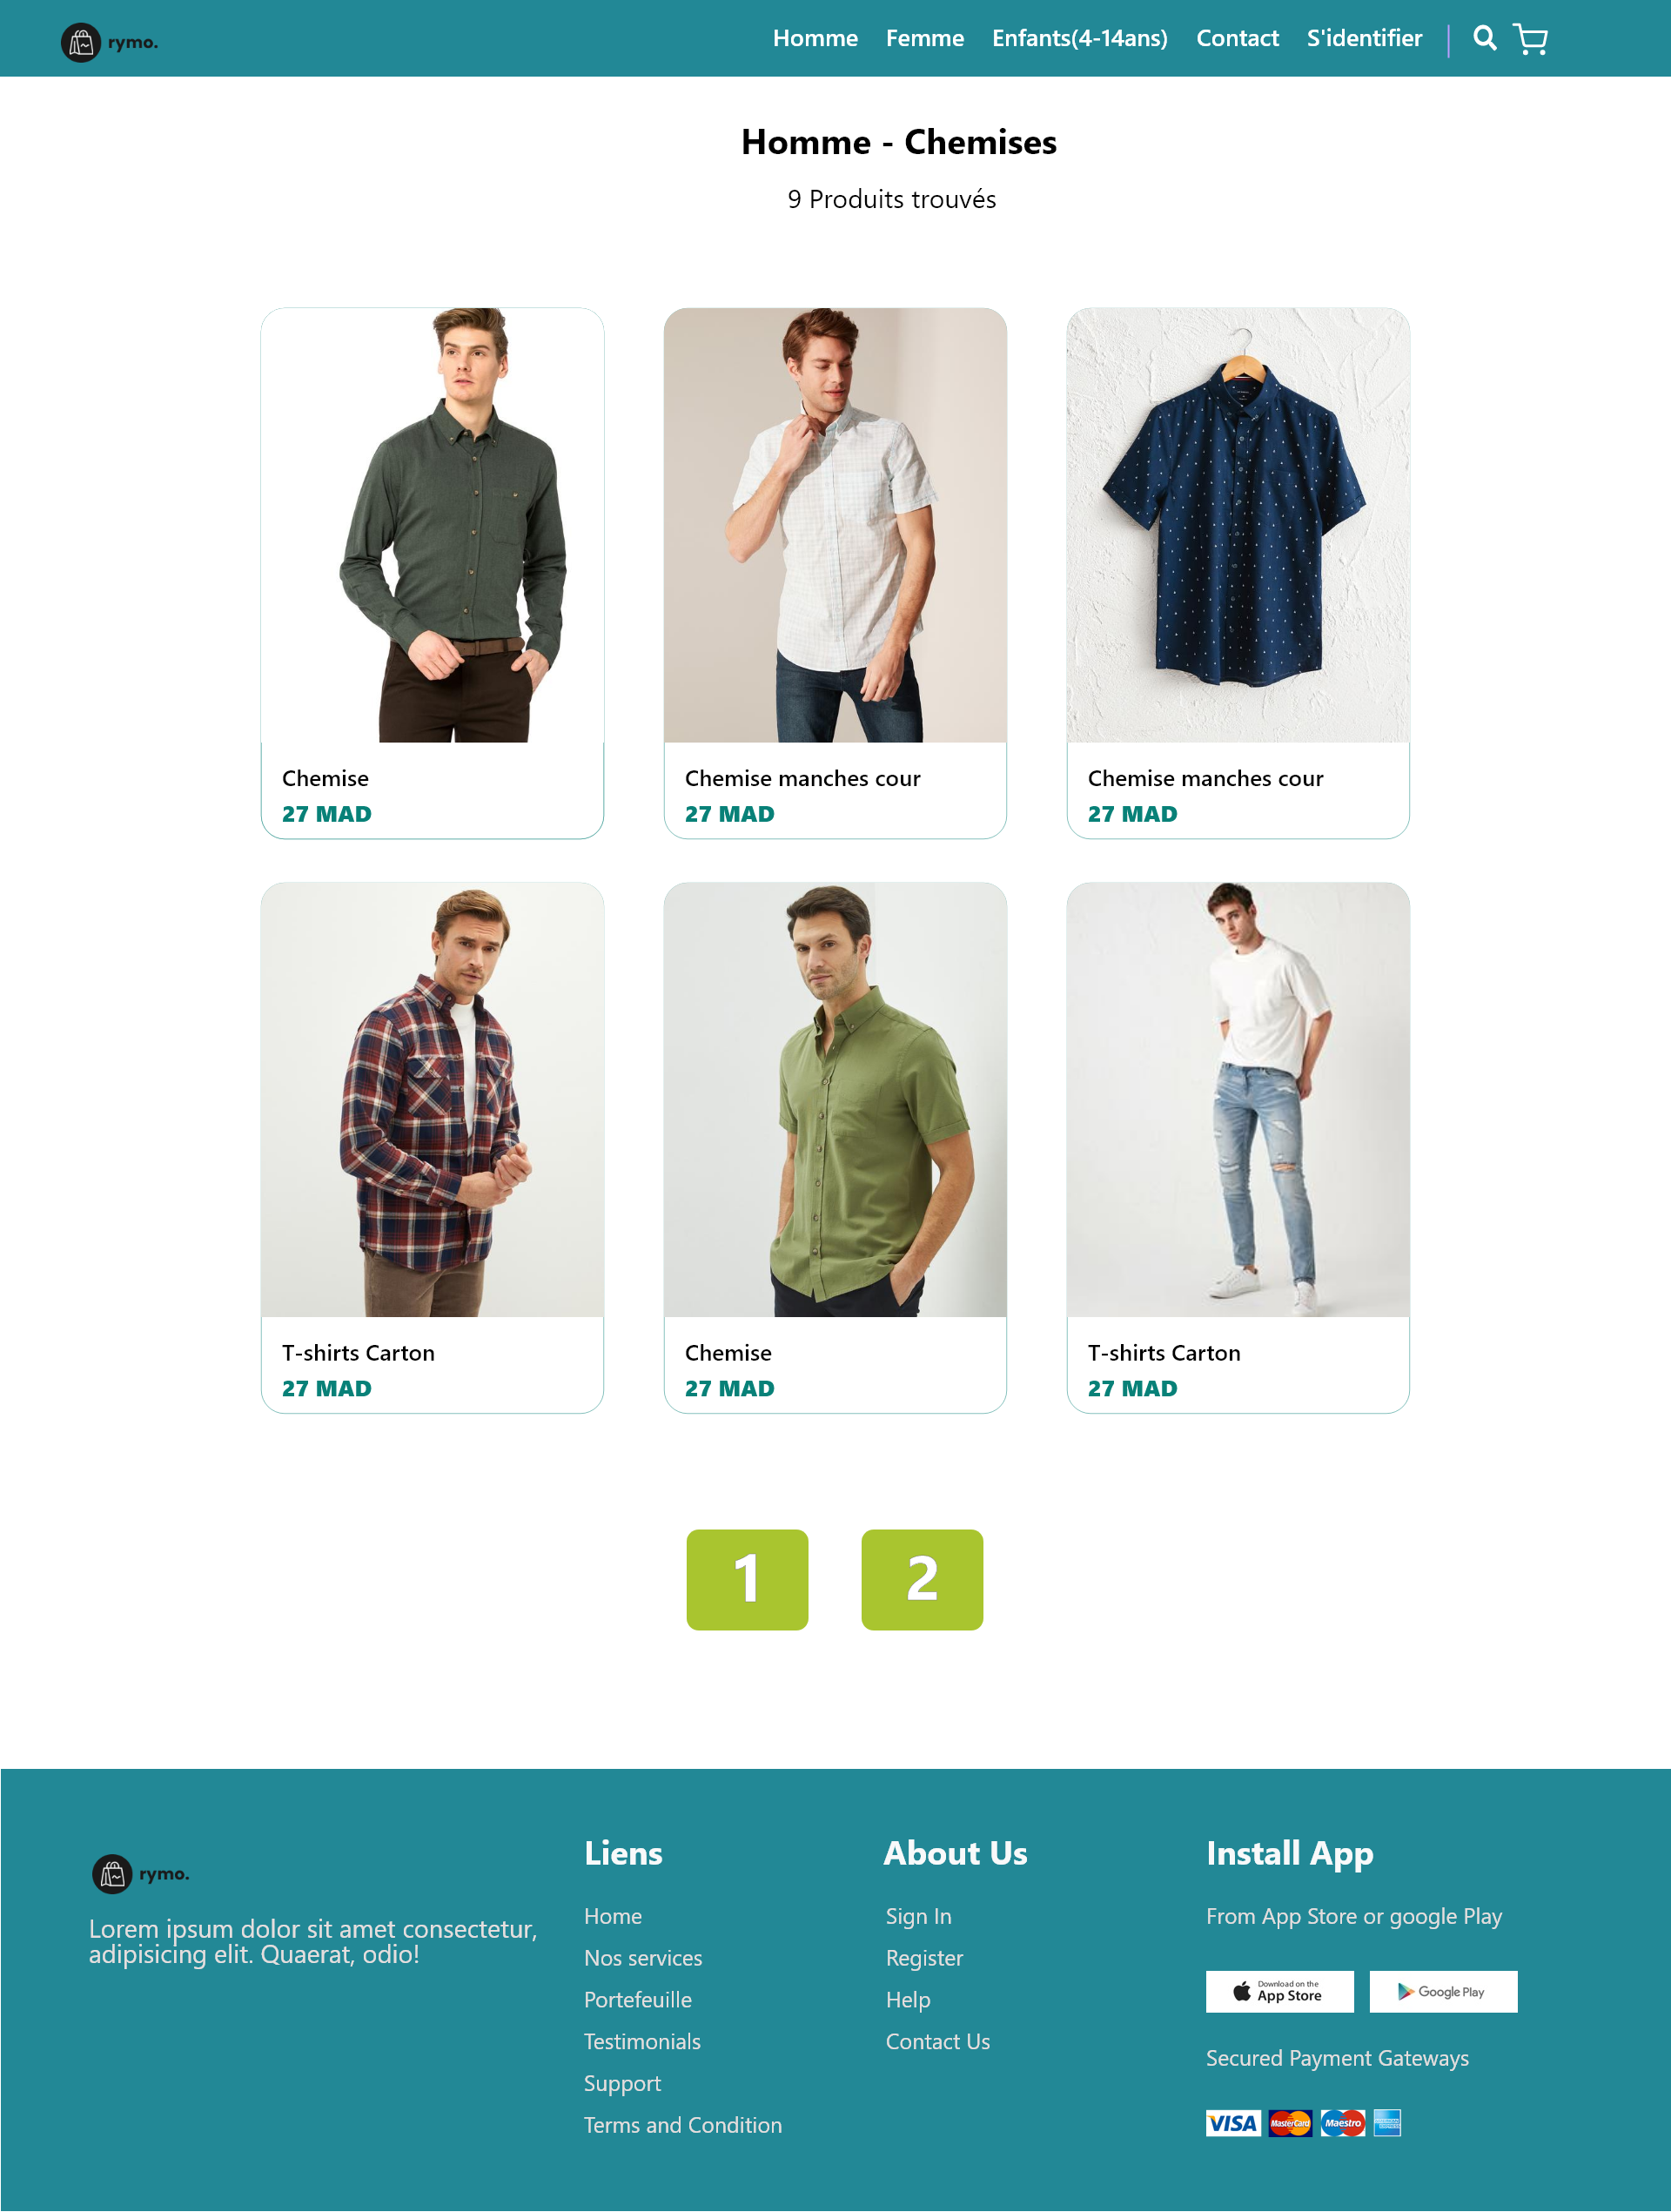 rymo.
Homme Femme Enfants(4-14ans) Contact S'identifier
Homme - Chemises
9 Produits trouvés
Chemise
27 MAD
Chemise manches cour
27 MAD
Chemise manches cour
27 MAD
T-shirts Carton
27 MAD
Chemise
27 MAD
T-shirts Carton
27 MAD
1 2
rymo.
Lorem ipsum dolor sit amet consectetur,
adipisicing elit. Quaerat, odio!
Liens
Home
Nos services
Portefeuille
Testimonials
Support
Terms and Condition
About Us
Sign In
Register
Help
Contact Us
Install App
From App Store or google Play
Download on the
App Store
Google Play
Secured Payment Gateways
VISA MasterCard Maestro
AMERICAN
EXPRESS